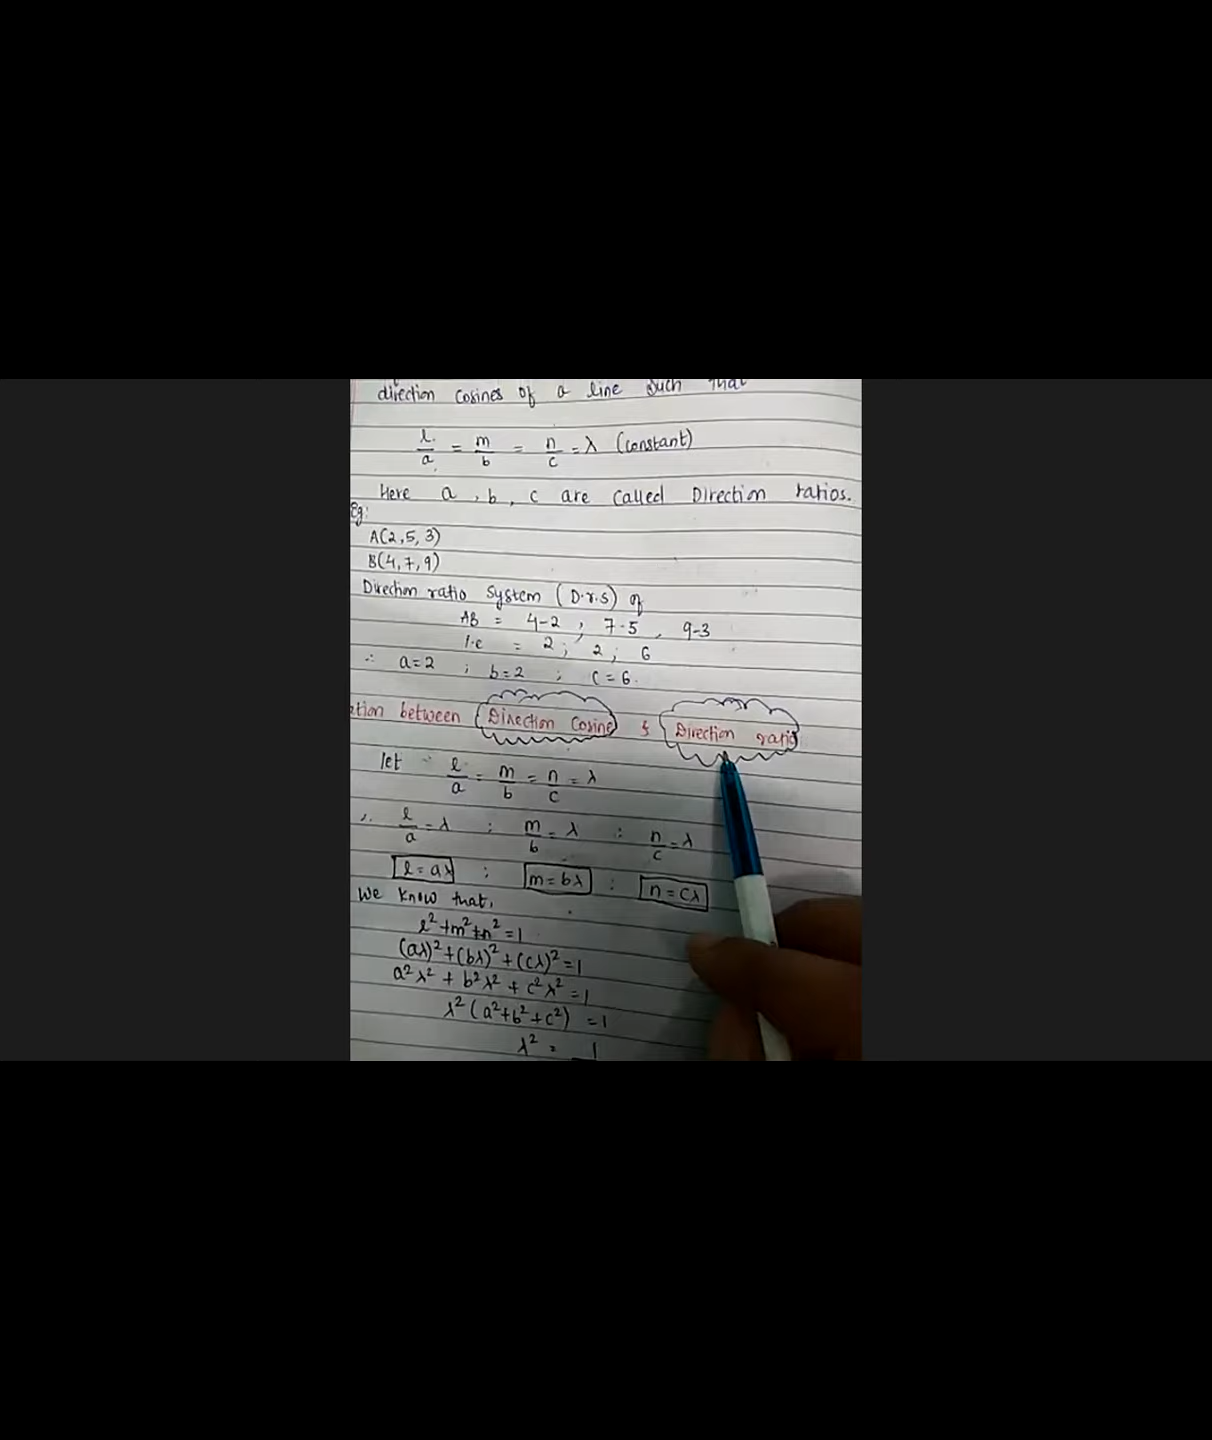 direction cosines of a line such that
l/a = m/b = n/c = λ (constant)
Here a, b, c are called Direction ratios.
Eg:
A(2,5,3)
B(4,7,9)
Direction ratio system (D.r.s) of
AB = 4-2 , 7-5 , 9-3
i.e = 2 ; 2 ; 6
∴ a=2 ; b=2 ; c=6.
ation between Direction Cosine & Direction ratio
let l/a = m/b = n/c = λ
∴ l/a = λ ; m/b = λ : n/c = λ
l = aλ ; m = bλ : n = cλ
We know that,
l²+m²+n²=1
(aλ)²+(bλ)²+(cλ)²=1
a²λ² + b²λ² + c²λ² = 1
λ² (a²+b²+c²) = 1
λ² = 1